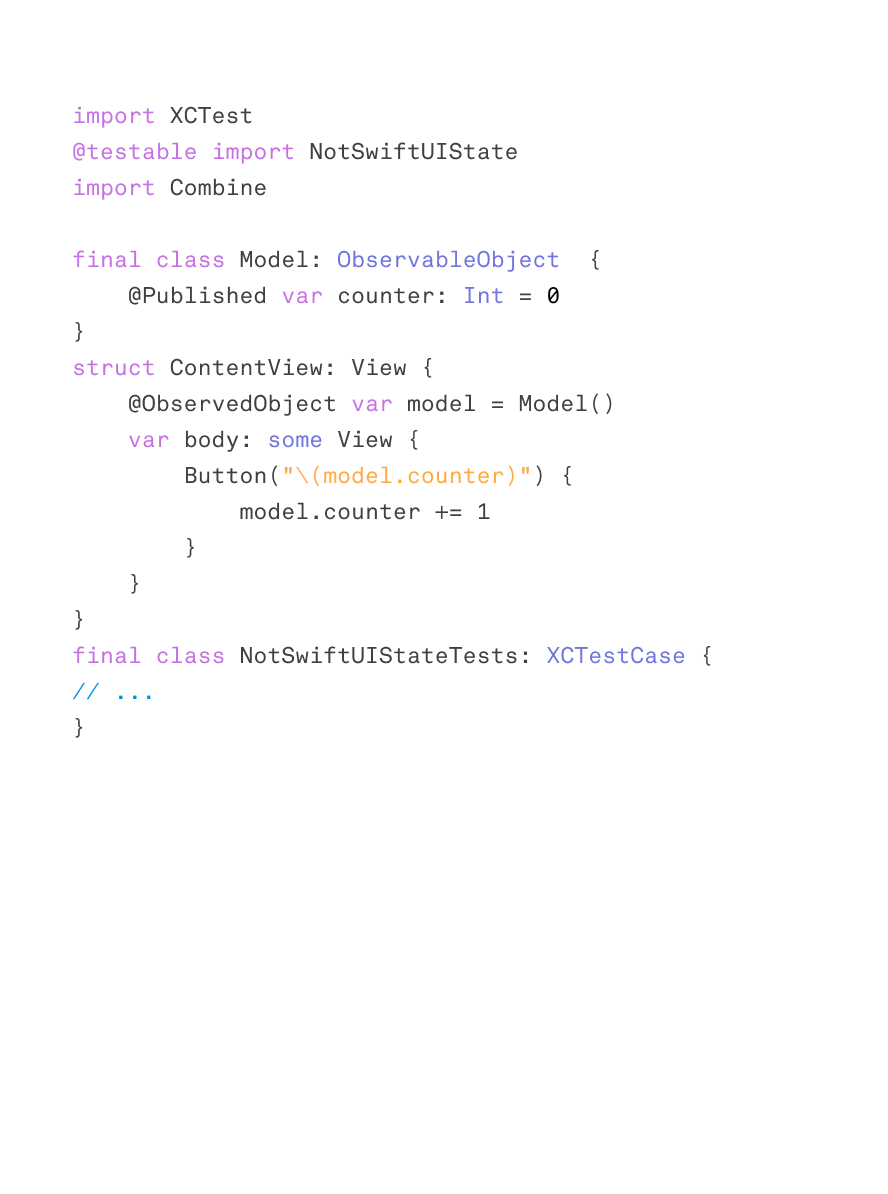 import XCTest
@testable import NotSwiftUIState
import Combine

final class Model: ObservableObject  {
    @Published var counter: Int = 0
}
struct ContentView: View {
    @ObservedObject var model = Model()
    var body: some View {
        Button("\(model.counter)") {
            model.counter += 1
        }
    }
}
final class NotSwiftUIStateTests: XCTestCase {
// ...
}